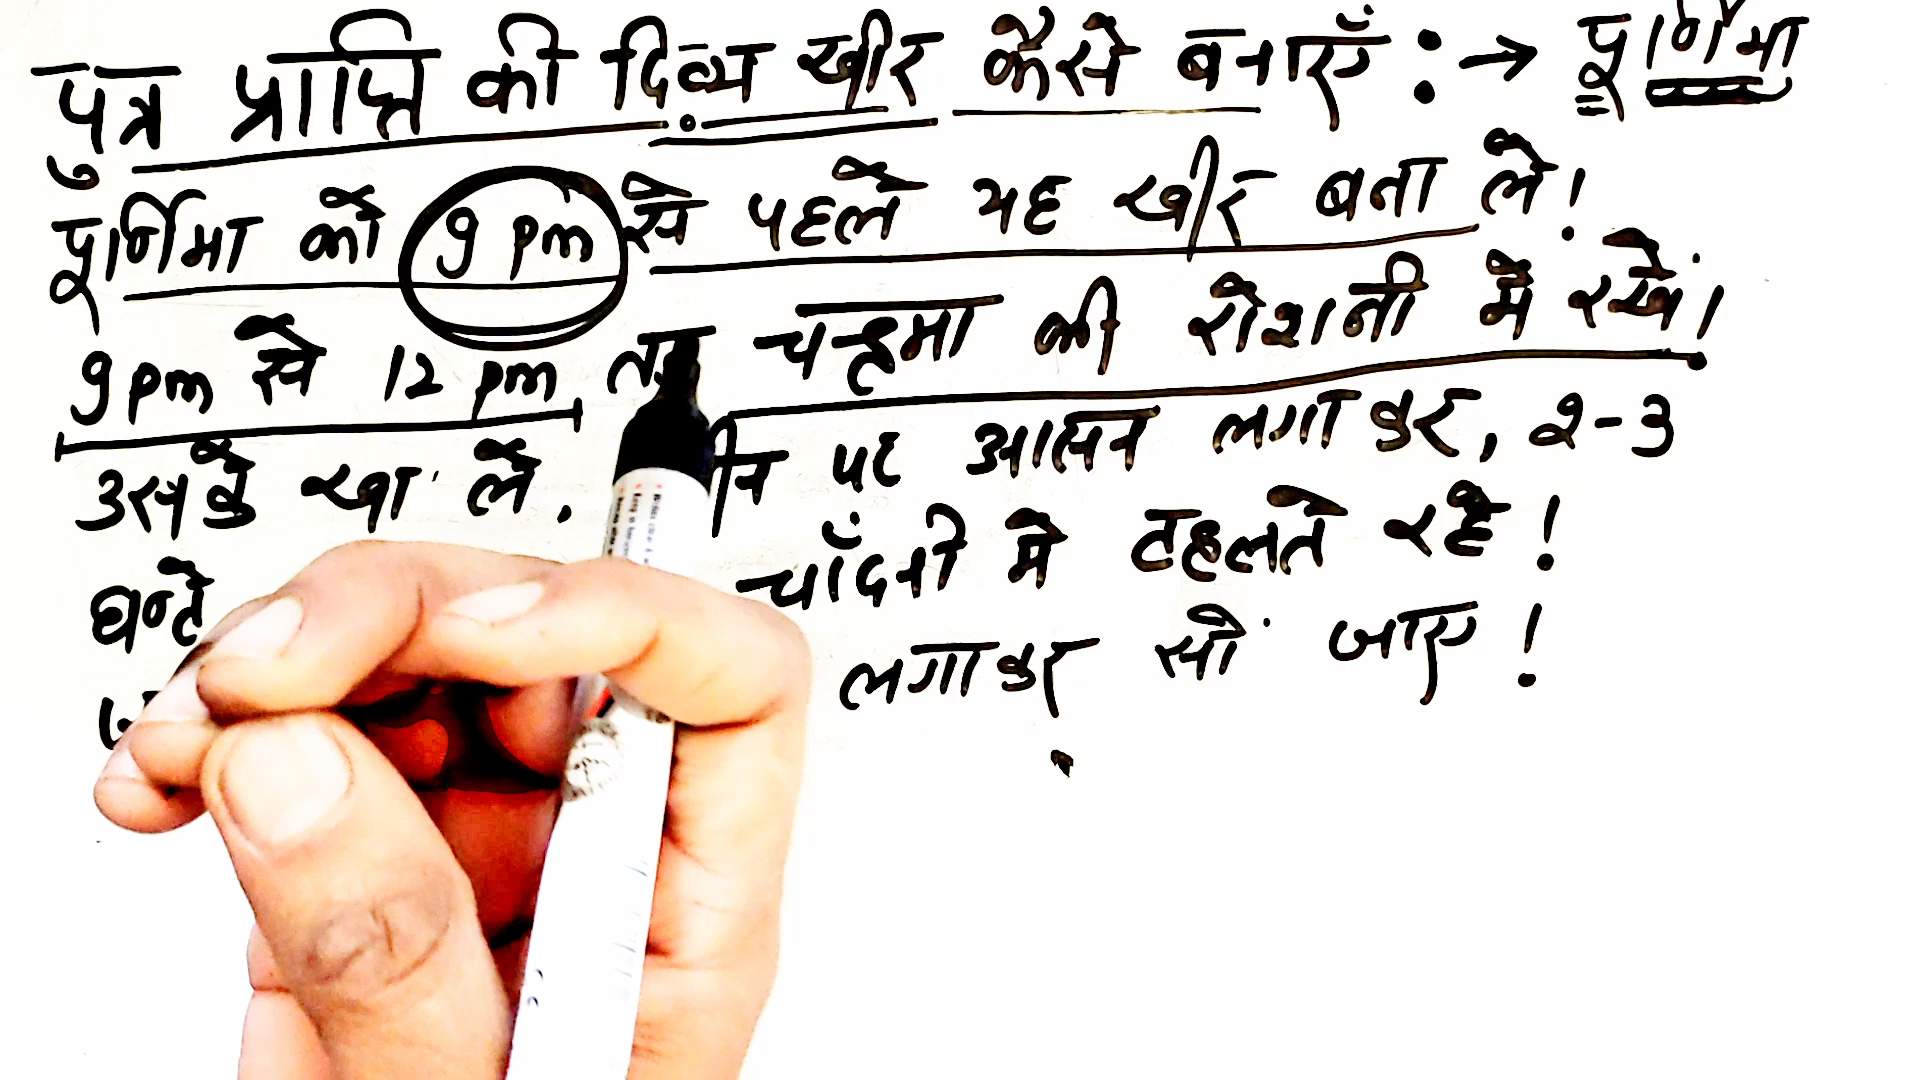 पुत्र प्राप्ति की दिव्य खीर कैसे बनाएँ :→ पूर्णिमा
पूर्णिमा को 9 pm से पहले यह खीर बना ले!
9 pm से 12 pm तक चन्द्रमा की रोशनी में रखें।
उसके खा लें, पर आसन लगाकर, 2-3
घन्टे चाँदनी में टहलते रहे!
लगाकर सो जाए!